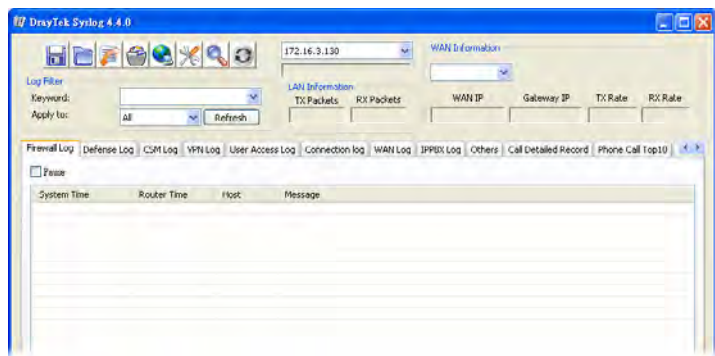 DrayTek Syslog 4.4.0
172.16.3.130
WAN Information
Log Filter
Keyword:
Apply to:
All
Refresh
LAN Information
TX Packets RX Packets
WAN IP Gateway IP TX Rate RX Rate
Firewall Log Defense Log CSM Log VPN Log User Access Log Connection log WAN Log IPPBX Log Others Call Detailed Record Phone Call Top10
Pause
System Time Router Time Host Message